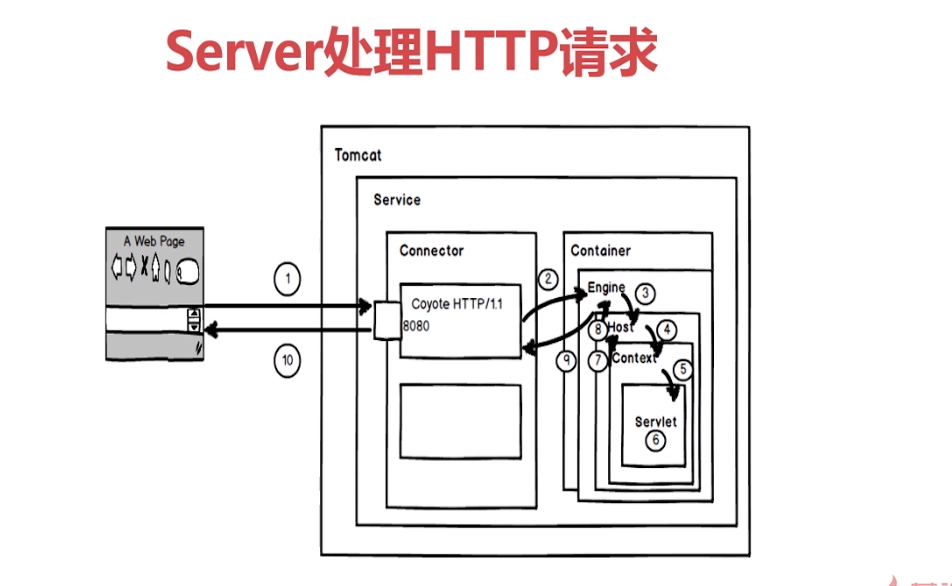 Server处理HTTP请求
Tomcat
Service
A Web Page
Connector
Container
①
②
Engine
③
Coyote HTTP/1.1
8080
⑧
Host
④
⑩
⑨
⑦
Context
⑤
Servlet
⑥